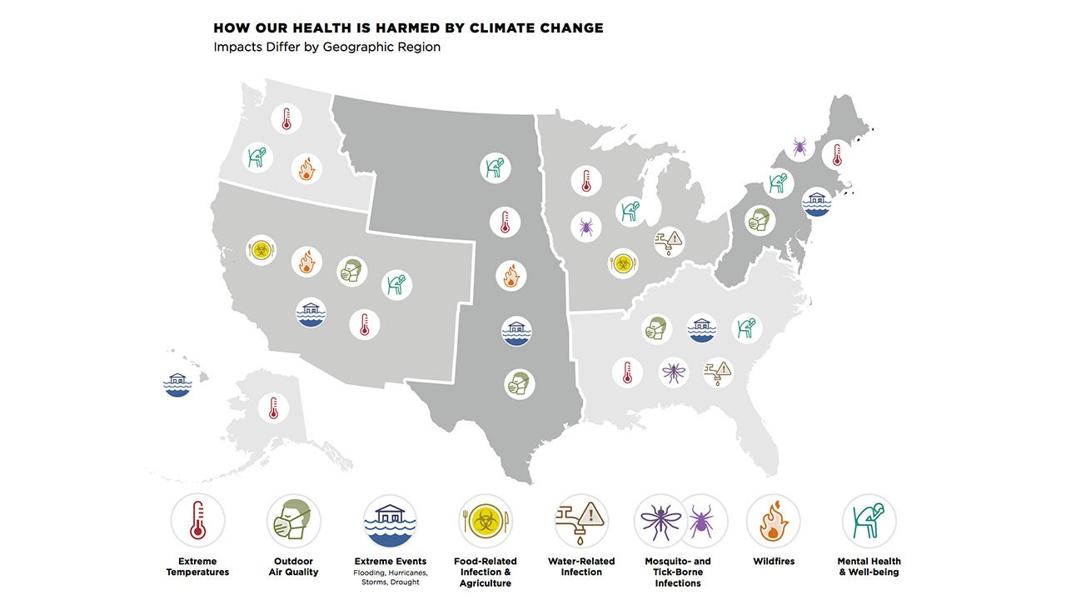 HOW OUR HEALTH IS HARMED BY CLIMATE CHANGE
Impacts Differ by Geographic Region
Extreme
Temperatures
Outdoor
Air Quality
Extreme Events
Flooding, Hurricanes,
Storms, Drought
Food-Related
Infection &
Agriculture
Water-Related
Infection
Mosquito- and
Tick-Borne
Infections
Wildfires
Mental Health
& Well-being